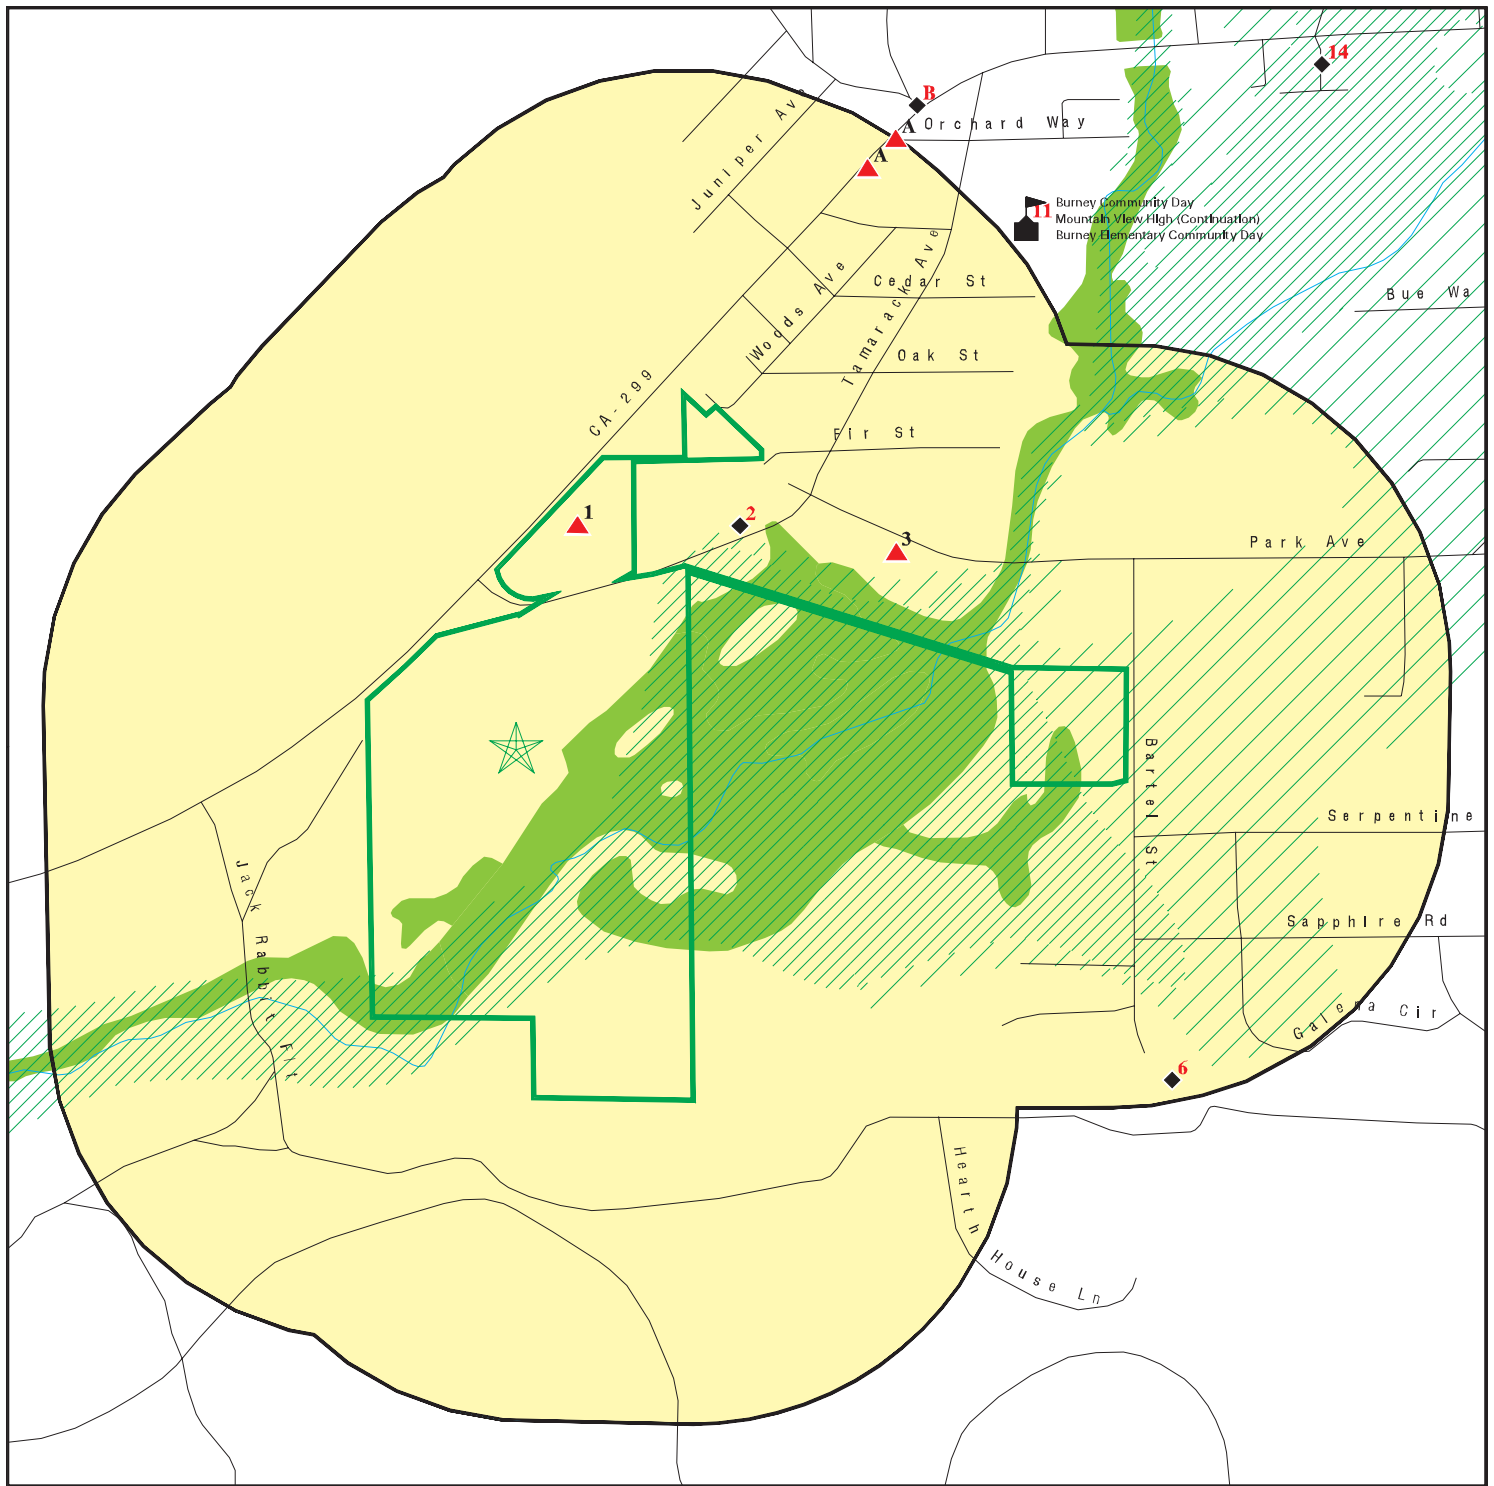 14
B
Juniper Ave
A
Orchard Way
A
Burney Community Day
11
Mountain View High (Continuation)
Burney Elementary Community Day
Cedar St
Bue Wa
Woods Ave
Tamarack Ave
Oak St
CA-299
Fir St
1
2
3
Park Ave
Bartel St
Serpentine
Jack Rabbit Flt
Sapphire Rd
Galena Cir
6
Hearth House Ln